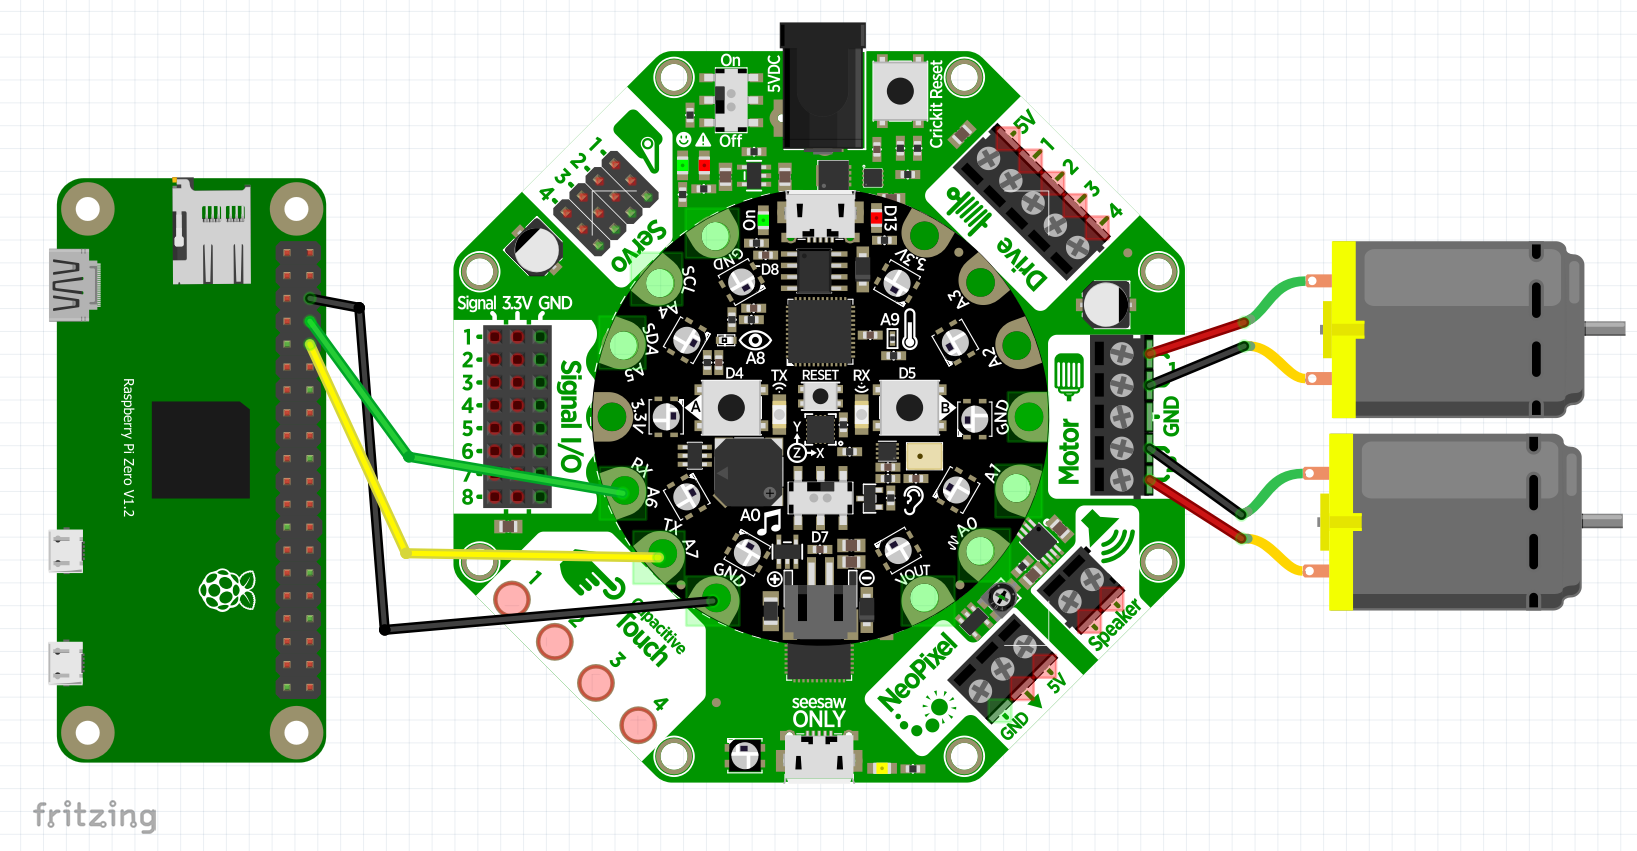 Raspberry Pi Zero V1.2
On
Off
5VDC
Crickit Reset
1
2
3
4
Servo
5V
1
2
3
4
Drive
Signal 3.3V GND
1
2
3
4
5
6
7
8
Signal I/O
On
D13
GND
D8
SCL
A4
SDA
A5
3.3V
RX
A6
TX
A7
GND
3.3V
A3
A2
GND
A1
A0
VOUT
A9
A8
D4
TX
RESET
RX
D5
A
B
Y
Z
X
A0
D7
1
GND
Motor
Speaker
1
2
3
4
Capacitive
Touch
NeoPixel
5V
GND
seesaw
ONLY
fritzing